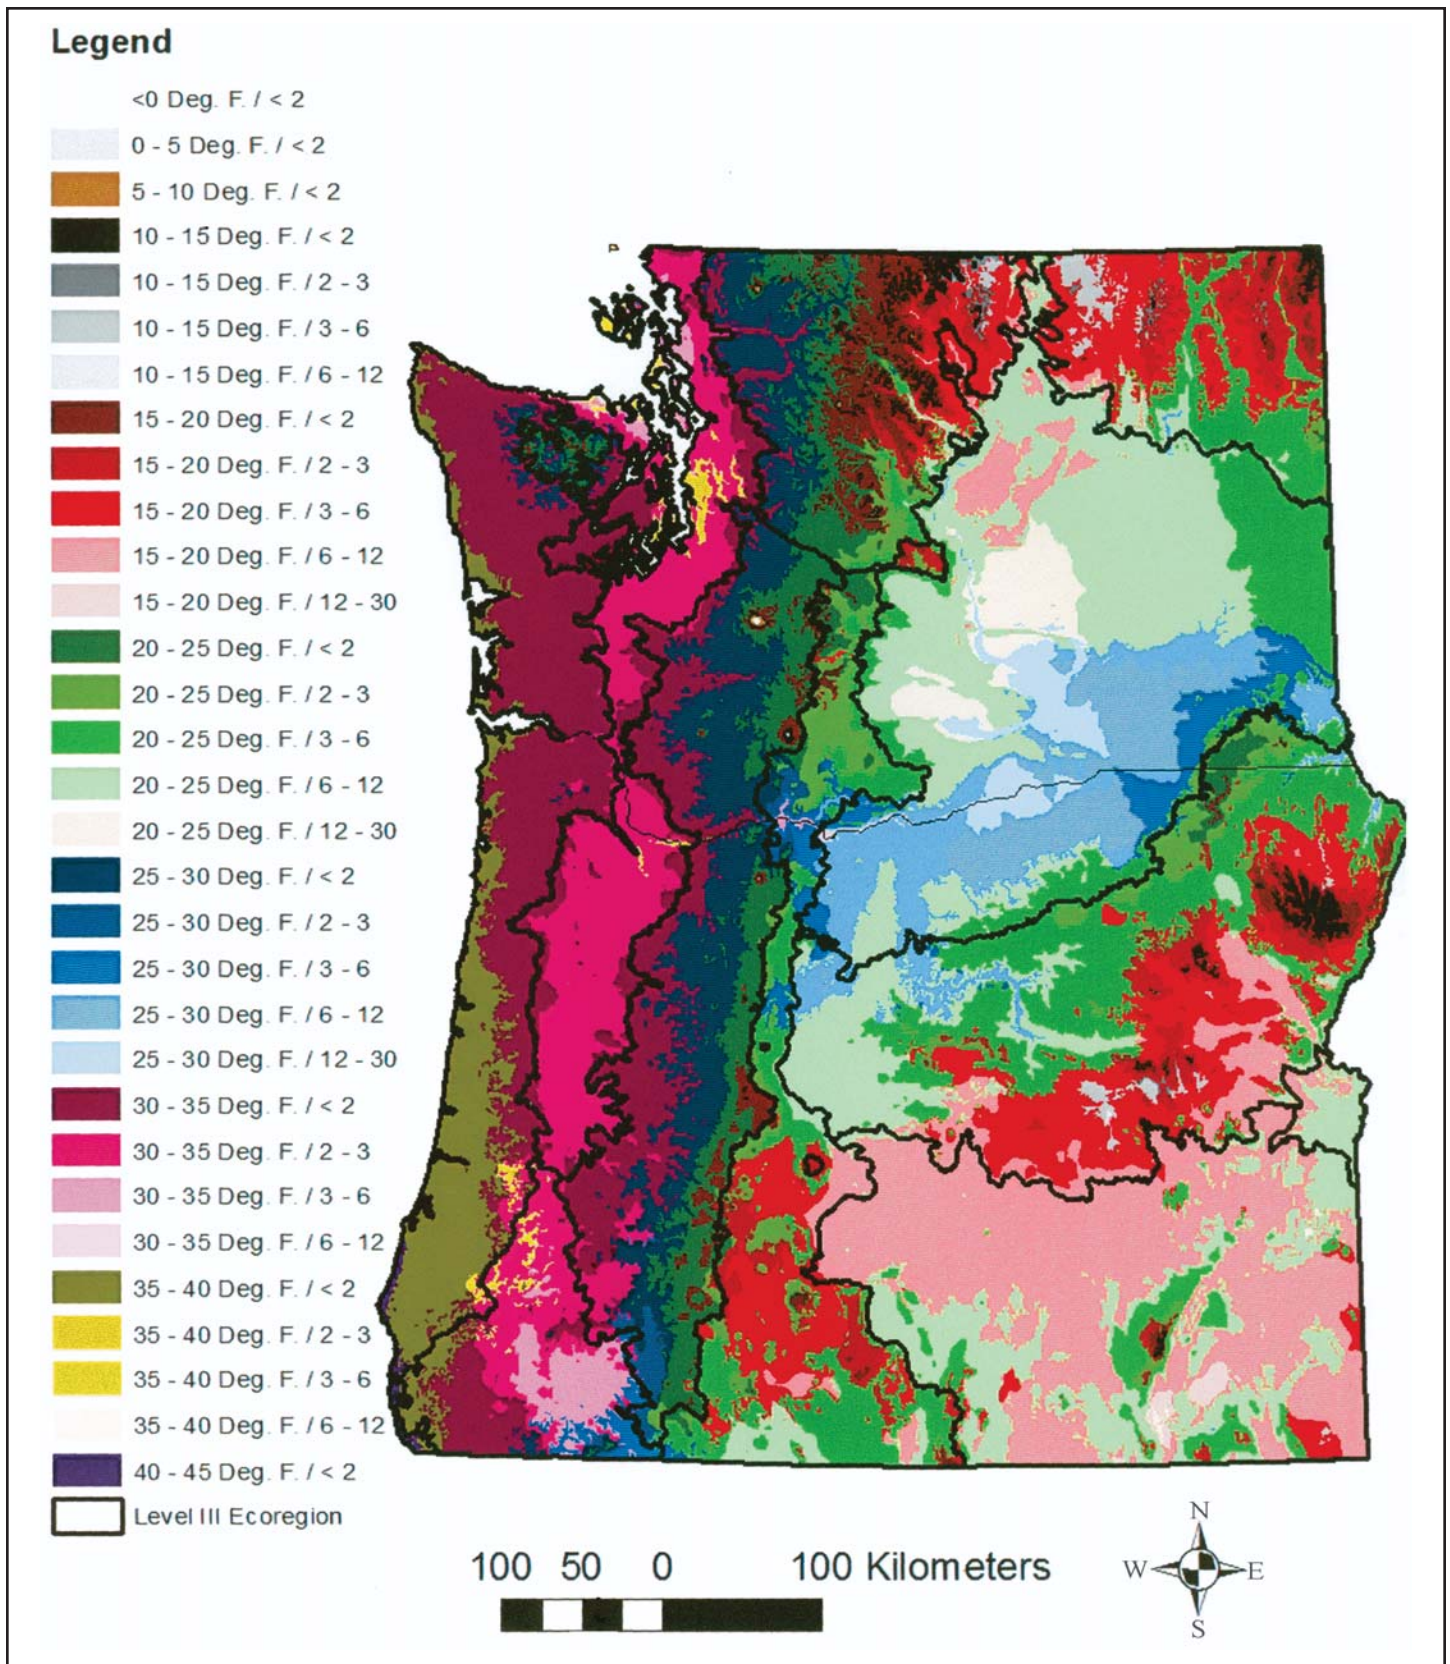 Legend
<0 Deg. F. / < 2
0 - 5 Deg. F. / < 2
5 - 10 Deg. F. / < 2
10 - 15 Deg. F. / < 2
10 - 15 Deg. F. / 2 - 3
10 - 15 Deg. F. / 3 - 6
10 - 15 Deg. F. / 6 - 12
15 - 20 Deg. F. / < 2
15 - 20 Deg. F. / 2 - 3
15 - 20 Deg. F. / 3 - 6
15 - 20 Deg. F. / 6 - 12
15 - 20 Deg. F. / 12 - 30
20 - 25 Deg. F. / < 2
20 - 25 Deg. F. / 2 - 3
20 - 25 Deg. F. / 3 - 6
20 - 25 Deg. F. / 6 - 12
20 - 25 Deg. F. / 12 - 30
25 - 30 Deg. F. / < 2
25 - 30 Deg. F. / 2 - 3
25 - 30 Deg. F. / 3 - 6
25 - 30 Deg. F. / 6 - 12
25 - 30 Deg. F. / 12 - 30
30 - 35 Deg. F. / < 2
30 - 35 Deg. F. / 2 - 3
30 - 35 Deg. F. / 3 - 6
30 - 35 Deg. F. / 6 - 12
35 - 40 Deg. F. / < 2
35 - 40 Deg. F. / 2 - 3
35 - 40 Deg. F. / 3 - 6
35 - 40 Deg. F. / 6 - 12
40 - 45 Deg. F. / < 2
Level III Ecoregion
100 50 0 100 Kilometers
N
W E
S